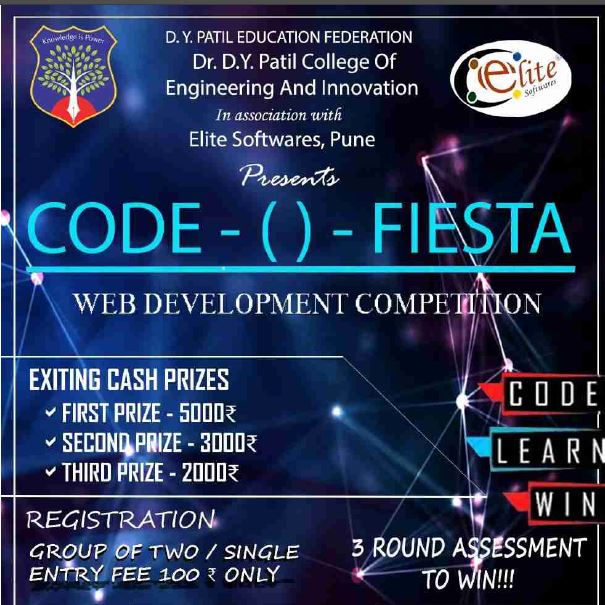 Knowledge is Power
D. Y. PATIL EDUCATION FEDERATION
Dr. D.Y. Patil College Of
Engineering And Innovation
In association with
Elite Softwares, Pune
elite
Softwares
Presents
CODE - ( ) - FIESTA
WEB DEVELOPMENT COMPETITION
EXITING CASH PRIZES
✓ FIRST PRIZE - 5000₹
✓ SECOND PRIZE - 3000₹
✓ THIRD PRIZE - 2000₹
CODE
LEARN
WIN
REGISTRATION
GROUP OF TWO / SINGLE
ENTRY FEE 100 ₹ ONLY
3 ROUND ASSESSMENT
TO WIN!!!